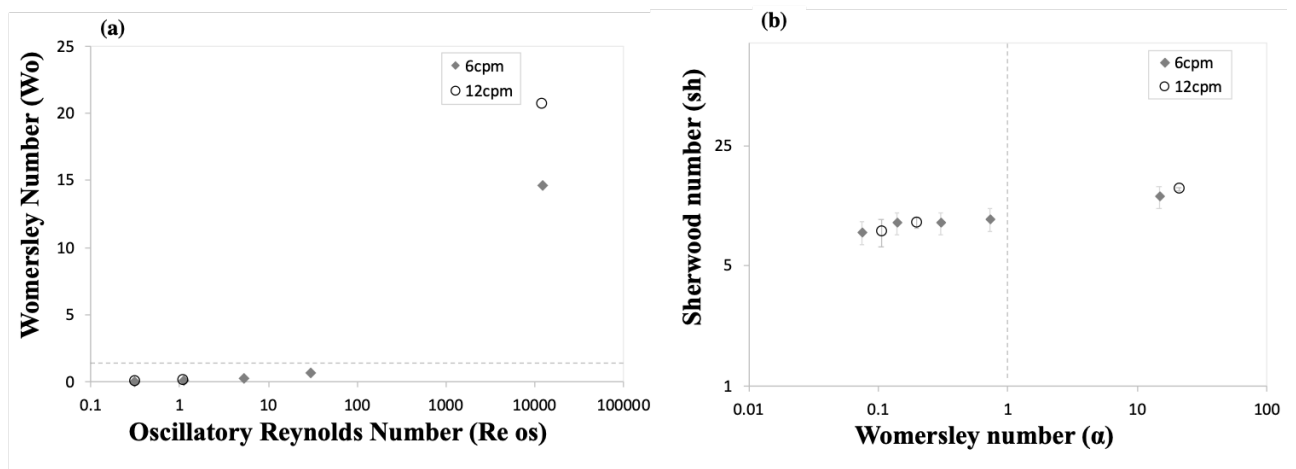 (a)
Womersley Number (Wo)
25
20
15
10
5
0
6cpm
12cpm
0.1 1 10 100 1000 10000 100000
Oscillatory Reynolds Number (Re os)
(b)
Sherwood number (sh)
25
5
1
6cpm
12cpm
0.01 0.1 1 10 100
Womersley number (α)